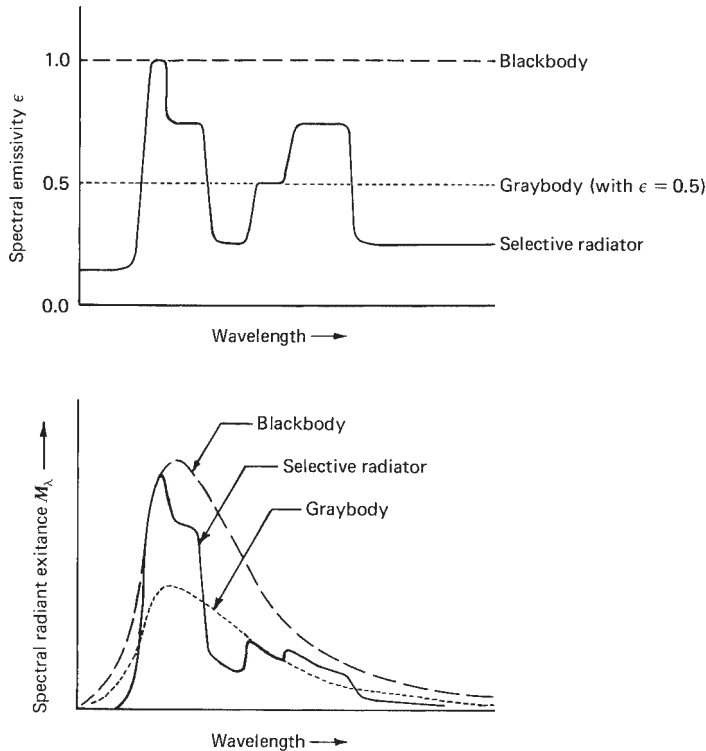 1.0
Blackbody
Spectral emissivity ϵ
0.5
Graybody (with ϵ = 0.5)
Selective radiator
0.0
Wavelength →
Blackbody
Selective radiator
Graybody
Spectral radiant exitance Mλ →
Wavelength →